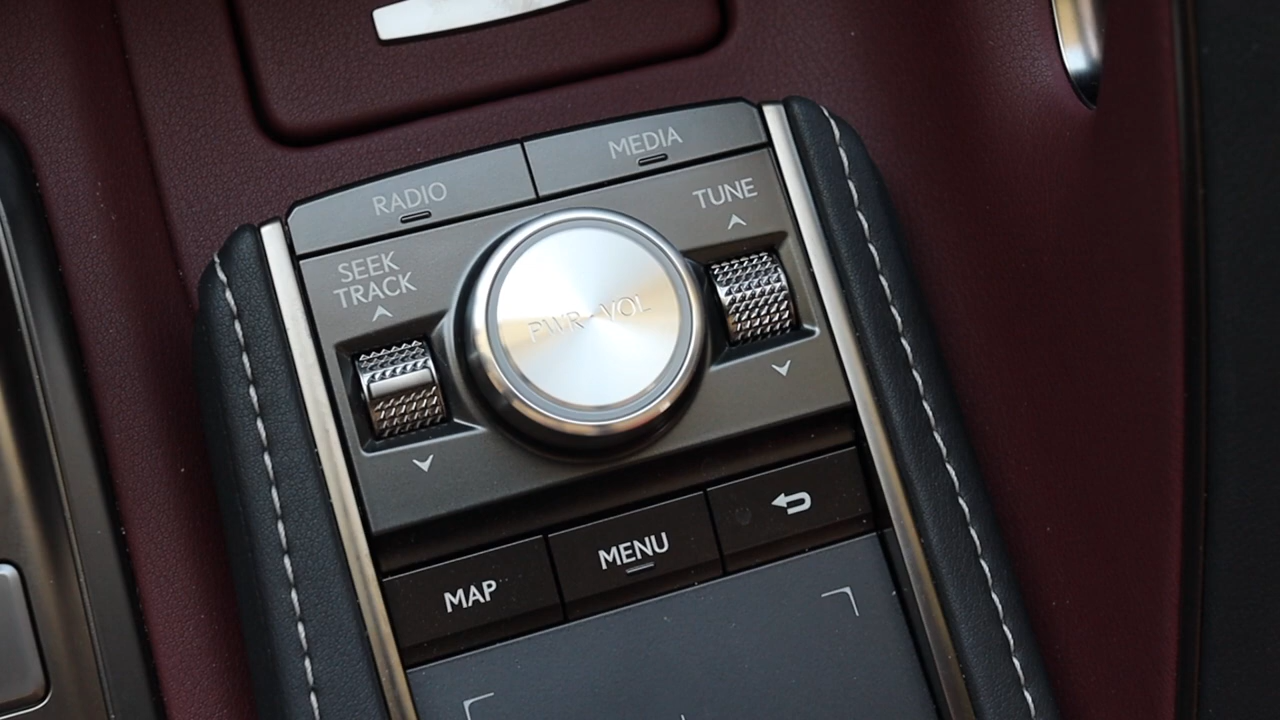 RADIO
MEDIA
SEEK
TRACK
TUNE
PWR-VOL
MAP
MENU